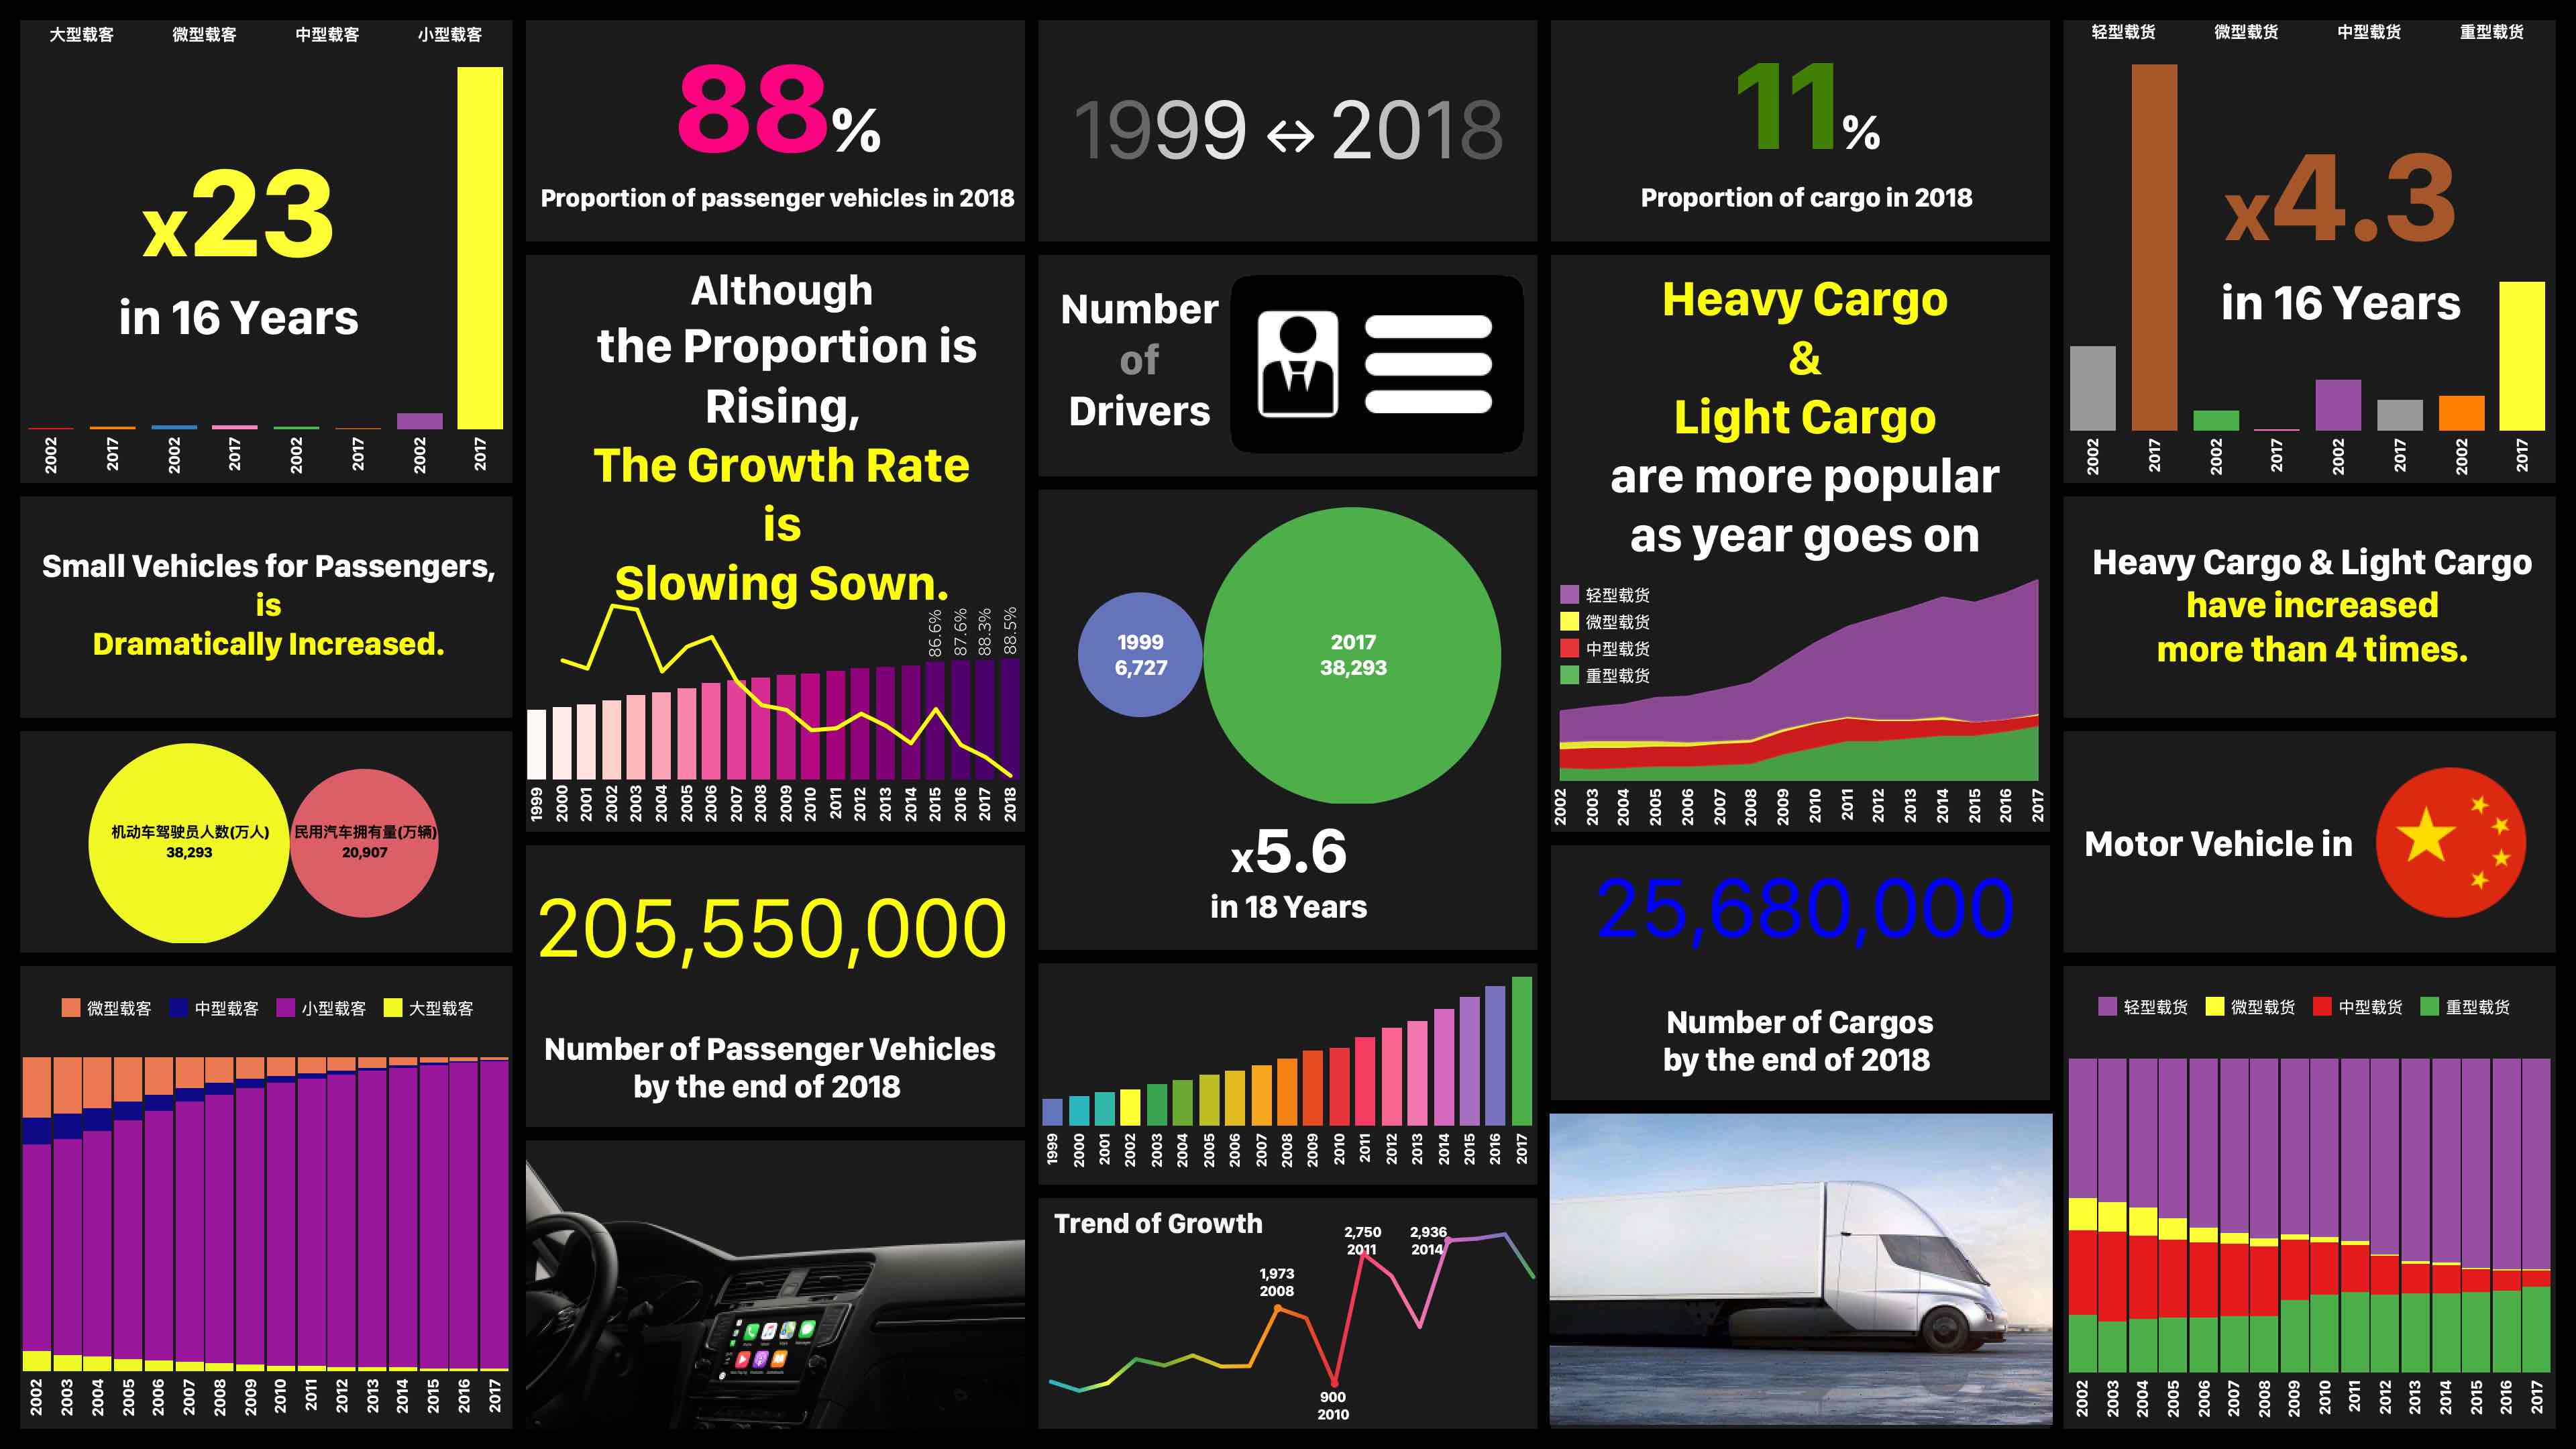 大型载客 微型载客 中型载客 小型载客
x23
in 16 Years
2002 2017 2002 2017 2002 2017 2002 2017
Small Vehicles for Passengers,
is
Dramatically Increased.
机动车驾驶员人数(万人)
38,293
民用汽车拥有量(万辆)
20,907
微型载客 中型载客 小型载客 大型载客
2002 2003 2004 2005 2006 2007 2008 2009 2010 2011 2012 2013 2014 2015 2016 2017
88%
Proportion of passenger vehicles in 2018
Although
the Proportion is
Rising,
The Growth Rate
is
Slowing Sown.
86.6% 87.6% 88.3% 88.5%
1999 2000 2001 2002 2003 2004 2005 2006 2007 2008 2009 2010 2011 2012 2013 2014 2015 2016 2017 2018
205,550,000
Number of Passenger Vehicles
by the end of 2018
1999 ↔ 2018
Number
of
Drivers
1999
6,727
2017
38,293
x5.6
in 18 Years
1999 2000 2001 2002 2003 2004 2005 2006 2007 2008 2009 2010 2011 2012 2013 2014 2015 2016 2017
Trend of Growth
1,973
2008
900
2010
2,750
2011
2,936
2014
11%
Proportion of cargo in 2018
Heavy Cargo
&
Light Cargo
are more popular
as year goes on
轻型载货
微型载货
中型载货
重型载货
2002 2003 2004 2005 2006 2007 2008 2009 2010 2011 2012 2013 2014 2015 2016 2017
25,680,000
Number of Cargos
by the end of 2018
轻型载货 微型载货 中型载货 重型载货
x4.3
in 16 Years
2002 2017 2002 2017 2002 2017 2002 2017
Heavy Cargo & Light Cargo
have increased
more than 4 times.
Motor Vehicle in
轻型载货 微型载货 中型载货 重型载货
2002 2003 2004 2005 2006 2007 2008 2009 2010 2011 2012 2013 2014 2015 2016 2017